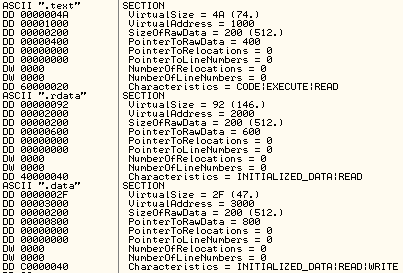 ASCII ".text" SECTION
DD 0000004A VirtualSize = 4A (74.)
DD 00001000 VirtualAddress = 1000
DD 00000200 SizeOfRawData = 200 (512.)
DD 00000400 PointerToRawData = 400
DD 00000000 PointerToRelocations = 0
DD 00000000 PointerToLineNumbers = 0
DW 0000 NumberOfRelocations = 0
DW 0000 NumberOfLineNumbers = 0
DD 60000020 Characteristics = CODE|EXECUTE|READ
ASCII ".rdata" SECTION
DD 00000092 VirtualSize = 92 (146.)
DD 00002000 VirtualAddress = 2000
DD 00000200 SizeOfRawData = 200 (512.)
DD 00000600 PointerToRawData = 600
DD 00000000 PointerToRelocations = 0
DD 00000000 PointerToLineNumbers = 0
DW 0000 NumberOfRelocations = 0
DW 0000 NumberOfLineNumbers = 0
DD 40000040 Characteristics = INITIALIZED_DATA|READ
ASCII ".data" SECTION
DD 0000002F VirtualSize = 2F (47.)
DD 00003000 VirtualAddress = 3000
DD 00000200 SizeOfRawData = 200 (512.)
DD 00000800 PointerToRawData = 800
DD 00000000 PointerToRelocations = 0
DD 00000000 PointerToLineNumbers = 0
DW 0000 NumberOfRelocations = 0
DW 0000 NumberOfLineNumbers = 0
DD C0000040 Characteristics = INITIALIZED_DATA|READ|WRITE